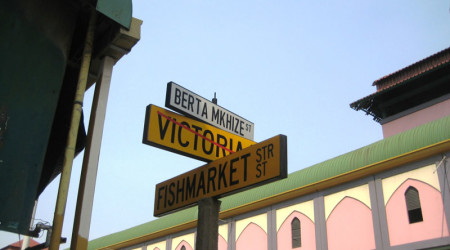 BERTA MKHIZE ST
VICTORIA
FISHMARKET STR
ST